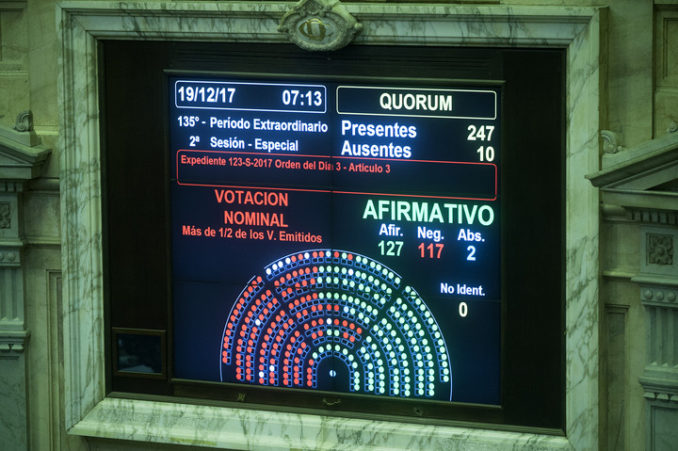 19/12/17 07:13
135° - Período Extraordinario
2ª Sesión - Especial
QUORUM
Presentes 247
Ausentes 10
Expediente 123-S-2017 Orden del Día 3 - Artículo 3
VOTACION
NOMINAL
Más de 1/2 de los V. Emitidos
AFIRMATIVO
Afir. Neg. Abs.
127 117 2
No Ident.
0